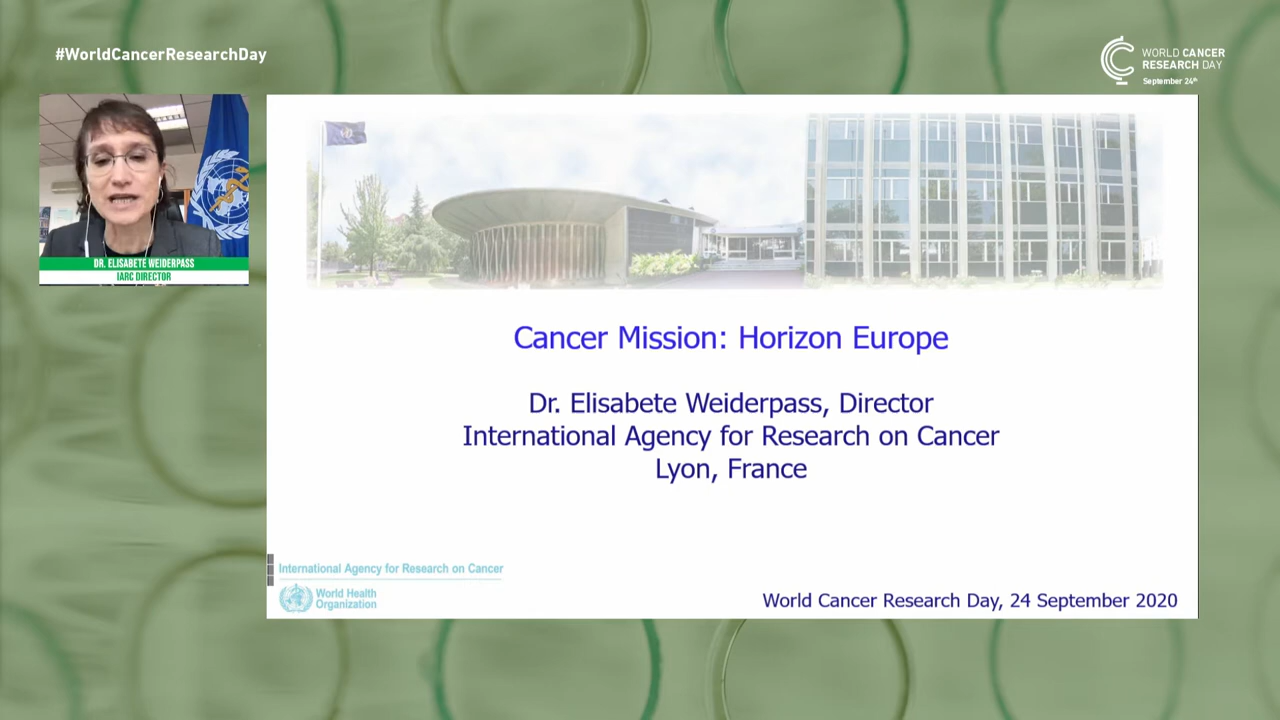 #WorldCancerResearchDay
WORLD CANCER
RESEARCH DAY
September 24th
DR. ELISABETE WEIDERPASS
IARC DIRECTOR
Cancer Mission: Horizon Europe
Dr. Elisabete Weiderpass, Director
International Agency for Research on Cancer
Lyon, France
International Agency for Research on Cancer
World Health
Organization
World Cancer Research Day, 24 September 2020